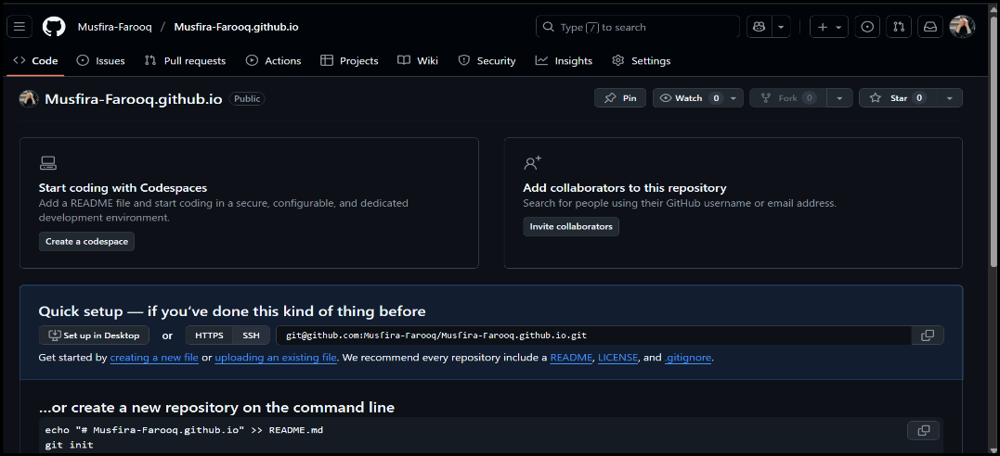 Musfira-Farooq / Musfira-Farooq.github.io Type / to search
Code Issues Pull requests Actions Projects Wiki Security Insights Settings
Musfira-Farooq.github.io Public Pin Watch 0 Fork 0 Star 0
Start coding with Codespaces
Add a README file and start coding in a secure, configurable, and dedicated
development environment.
Create a codespace
Add collaborators to this repository
Search for people using their GitHub username or email address.
Invite collaborators
Quick setup — if you’ve done this kind of thing before
Set up in Desktop or HTTPS SSH git@github.com:Musfira-Farooq/Musfira-Farooq.github.io.git
Get started by creating a new file or uploading an existing file. We recommend every repository include a README, LICENSE, and .gitignore.
…or create a new repository on the command line
echo "# Musfira-Farooq.github.io" >> README.md
git init